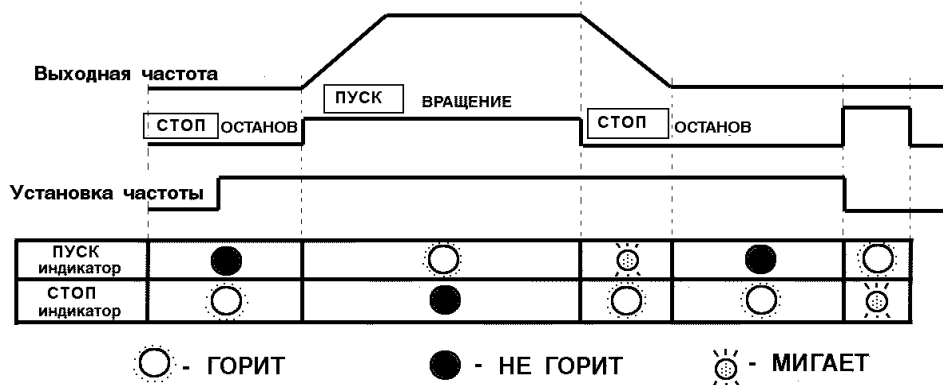 Выходная частота
ПУСК ВРАЩЕНИЕ
СТОП ОСТАНОВ
СТОП ОСТАНОВ
Установка частоты
ПУСК
индикатор
СТОП
индикатор
- ГОРИТ
- НЕ ГОРИТ
- МИГАЕТ